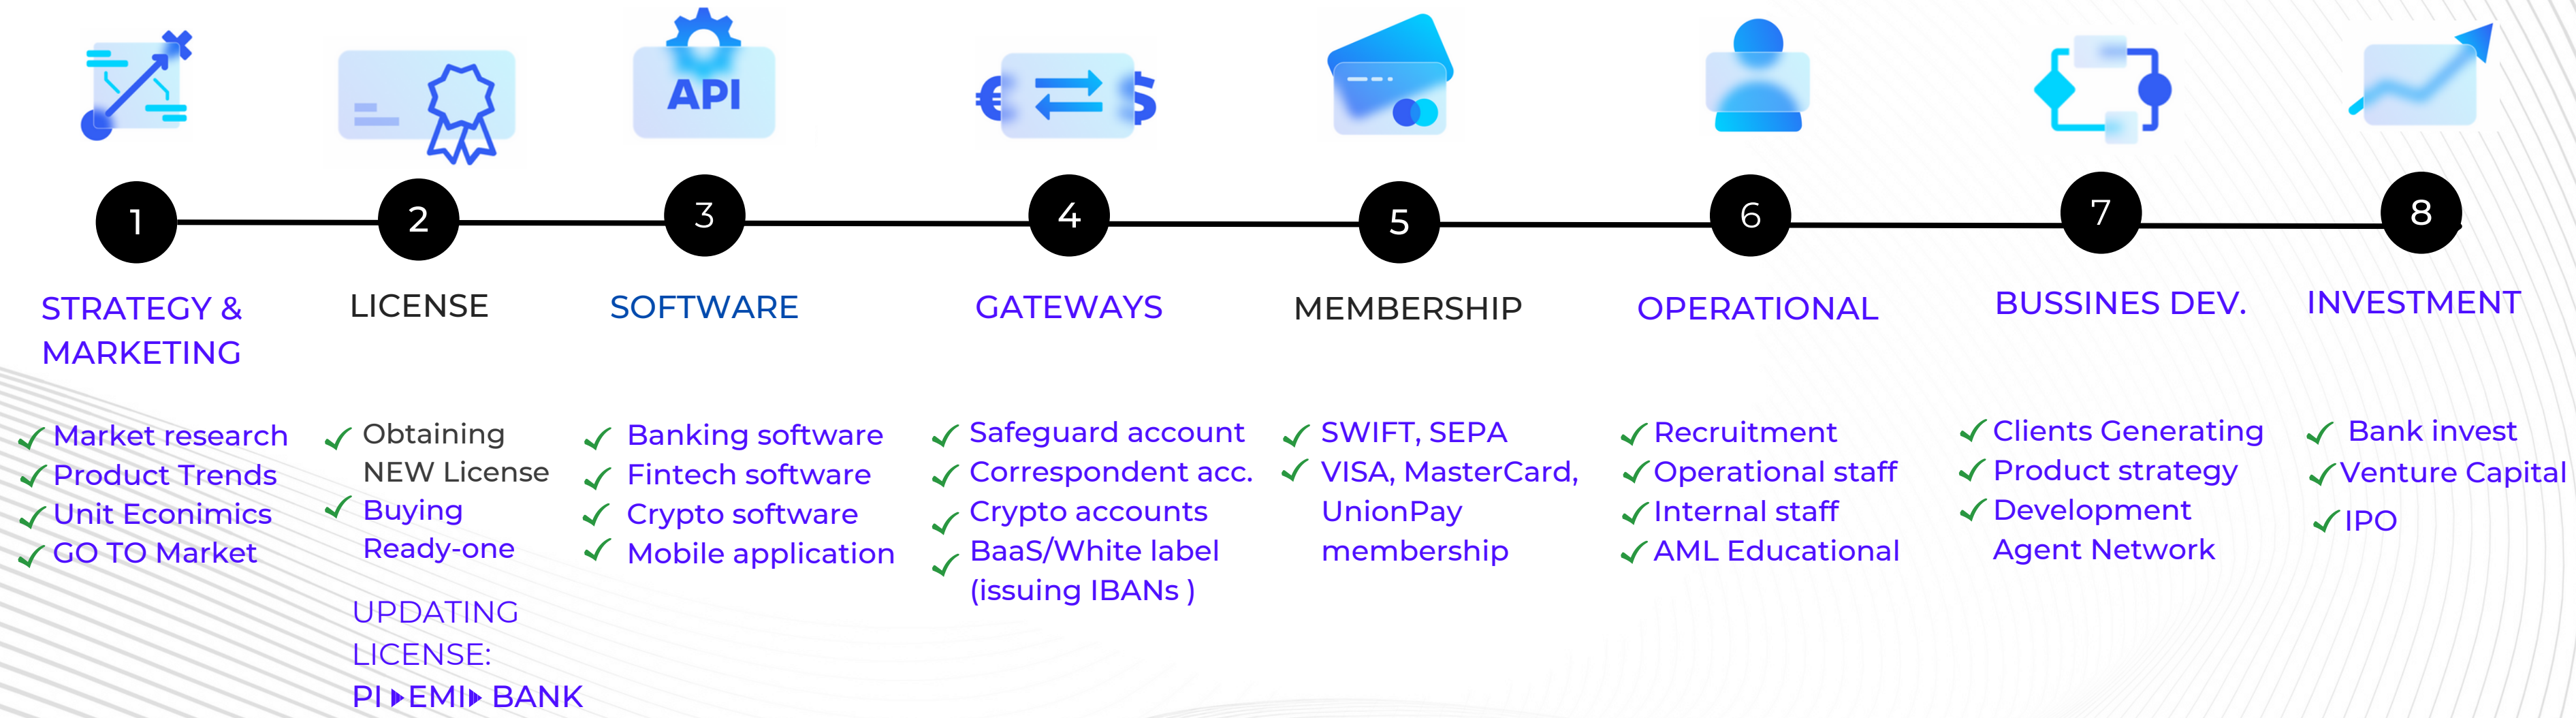 API
€ $
1
2
3
4
5
6
7
8
STRATEGY &
MARKETING
Market research
Product Trends
Unit Econimics
GO TO Market
LICENSE
Obtaining
NEW License
Buying
Ready-one
UPDATING
LICENSE:
PI EMI BANK
SOFTWARE
Banking software
Fintech software
Crypto software
Mobile application
GATEWAYS
Safeguard account
Correspondent acc.
Crypto accounts
BaaS/White label
(issuing IBANs )
MEMBERSHIP
SWIFT, SEPA
VISA, MasterCard,
UnionPay
membership
OPERATIONAL
Recruitment
Operational staff
Internal staff
AML Educational
BUSSINES DEV.
Clients Generating
Product strategy
Development
Agent Network
INVESTMENT
Bank invest
Venture Capital
IPO